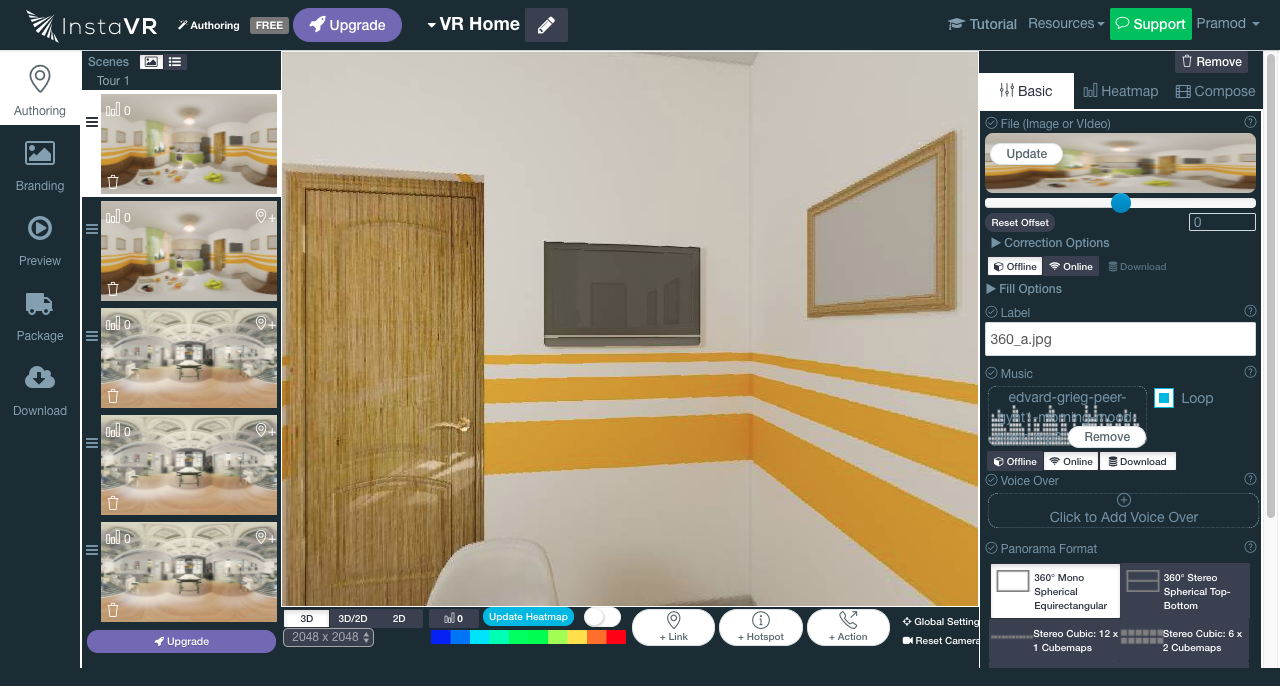 InstaVR
Authoring
FREE
Upgrade
VR Home
Tutorial
Resources
Support
Pramod
Authoring
Branding
Preview
Package
Download
Scenes
Tour 1
0
0
0
0
0
Upgrade
3D
3D/2D
2D
0
Update Heatmap
2048 x 2048
+ Link
+ Hotspot
+ Action
Global Setting
Reset Camera
Remove
Basic
Heatmap
Compose
File (Image or VIdeo)
Update
Reset Offset
0
Correction Options
Offline
Online
Download
Fill Options
Label
360_a.jpg
Music
edvard-grieg-peer-
Remove
Loop
Offline
Online
Download
Voice Over
Click to Add Voice Over
Panorama Format
360° Mono
Spherical
Equirectangular
360° Stereo
Spherical Top-
Bottom
Stereo Cubic: 12 x
1 Cubemaps
Stereo Cubic: 6 x
2 Cubemaps